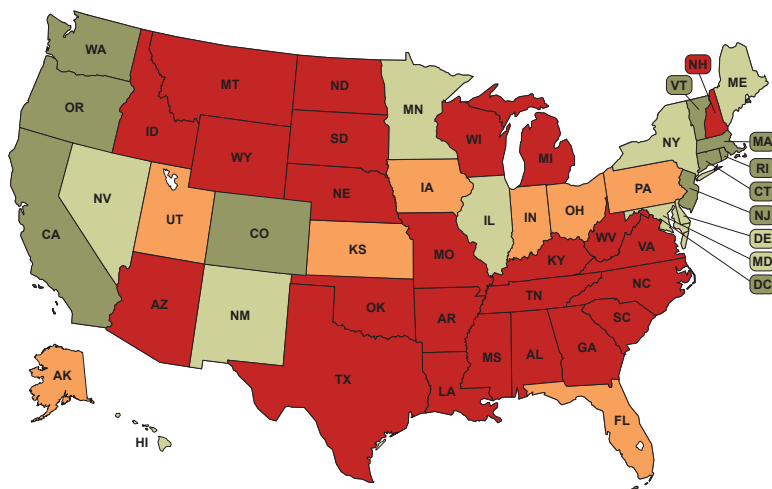 WA
OR
CA
NV
ID
MT
WY
UT
CO
AZ
NM
ND
SD
NE
KS
OK
TX
MN
IA
MO
AR
LA
WI
IL
MI
IN
OH
KY
TN
MS
AL
GA
FL
SC
NC
VA
WV
PA
NY
VT
NH
ME
MA
RI
CT
NJ
DE
MD
DC
AK
HI